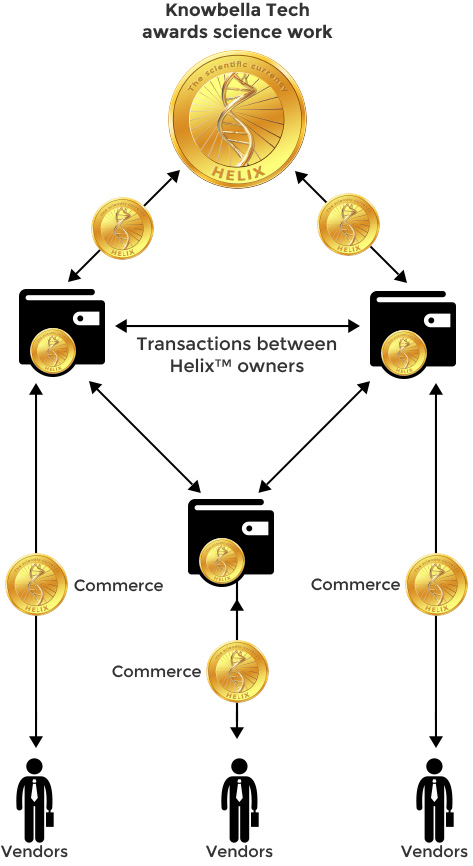 Knowbella Tech
awards science work
The scientific currency
HELIX
HELIX
HELIX
Transactions between
Helix™ owners
HELIX
HELIX
HELIX
HELIX
Commerce
Commerce
HELIX
Commerce
HELIX
Vendors
Vendors
Vendors